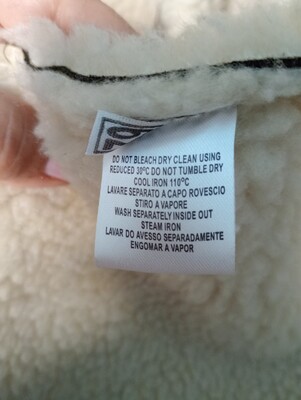 DO NOT BLEACH DRY CLEAN USING
REDUCED 30°C DO NOT TUMBLE DRY
COOL IRON 110°C
LAVARE SEPARATO A CAPO ROVESCIO
STIRO A VAPORE
WASH SEPARATELY INSIDE OUT
STEAM IRON
LAVAR DO AVESSO SEPARADAMENTE
ENGOMAR A VAPOR